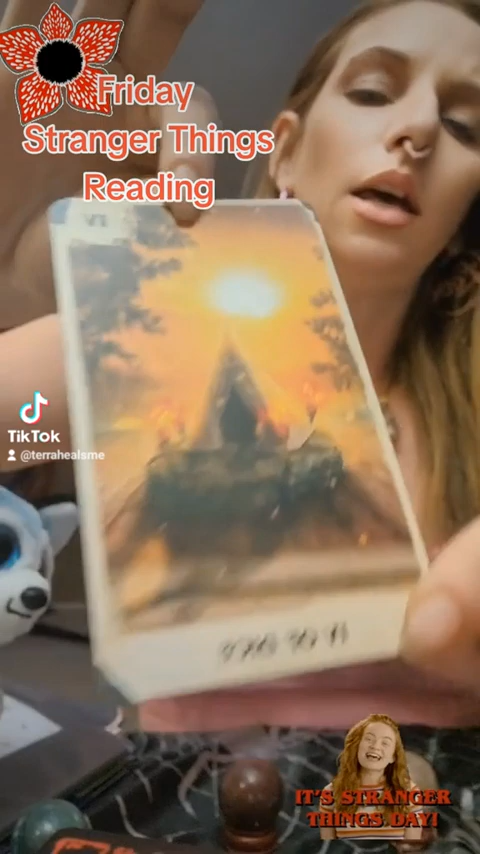 Friday
Stranger Things
Reading
VI
TikTok
@terrahealsme
IT'S STRANGER
THINGS DAY!